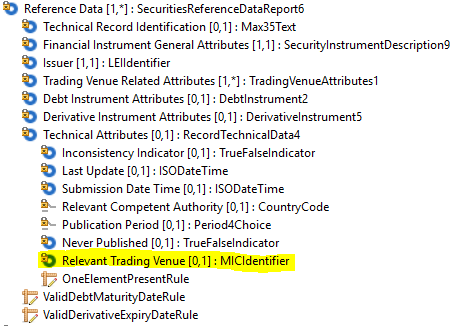 Reference Data [1,*] : SecuritiesReferenceDataReport6
Technical Record Identification [0,1] : Max35Text
Financial Instrument General Attributes [1,1] : SecurityInstrumentDescription9
Issuer [1,1] : LEIIdentifier
Trading Venue Related Attributes [1,*] : TradingVenueAttributes1
Debt Instrument Attributes [0,1] : DebtInstrument2
Derivative Instrument Attributes [0,1] : DerivativeInstrument5
Technical Attributes [0,1] : RecordTechnicalData4
Inconsistency Indicator [0,1] : TrueFalseIndicator
Last Update [0,1] : ISODateTime
Submission Date Time [0,1] : ISODateTime
Relevant Competent Authority [0,1] : CountryCode
Publication Period [0,1] : Period4Choice
Never Published [0,1] : TrueFalseIndicator
Relevant Trading Venue [0,1] : MICIdentifier
OneElementPresentRule
ValidDebtMaturityDateRule
ValidDerivativeExpiryDateRule